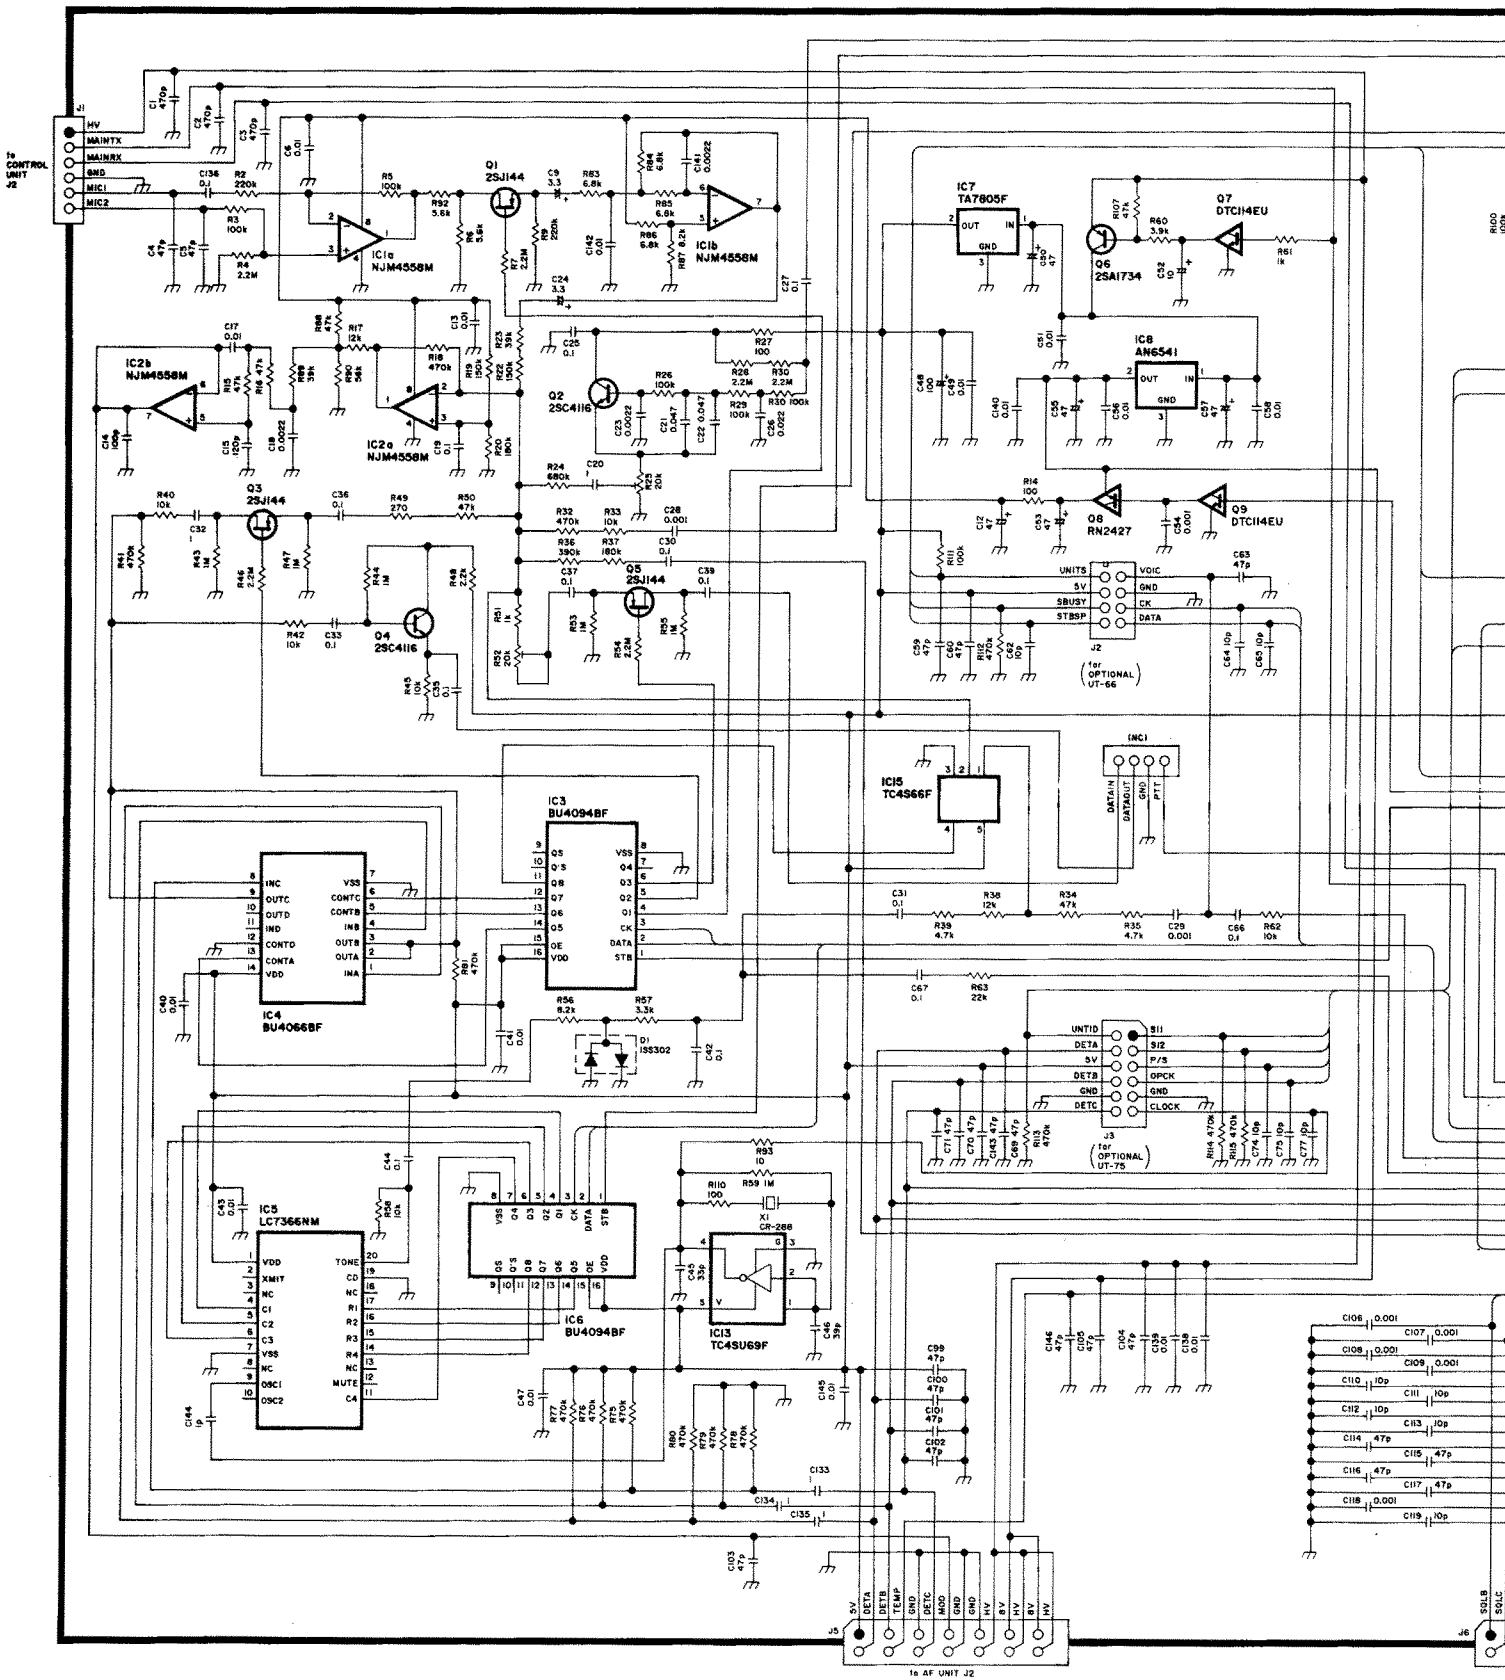 J1
to
CONTROL
UNIT
J2
HV
MAINTX
MAINRX
GND
MIC1
MIC2
C1
470p
C2
470p
C3
470p
C136
0.1
R2
220k
R3
100k
R4
2.2M
C4
47p
C5
47p
C6
0.01
R5
100k
R92
5.6k
R6
5.6k
IC1a
NJM4558M
Q1
2SJ144
R7
2.2M
C9
3.3
R9
220k
R83
6.8k
C142
0.01
R84
6.8k
C141
0.0022
R85
6.8k
R86
6.8k
R87
8.2k
IC1b
NJM4558M
C24
3.3
C27
0.1
IC7
TA7805F
OUT
IN
GND
C50
47
R107
47k
R60
3.9k
Q6
2SA1734
C52
10
Q7
DTC114EU
R61
1k
R100
100k
IC2b
NJM4558M
C17
0.01
R15
47k
R16
47k
C14
100p
C15
120p
C18
0.0022
R89
39k
R88
47k
R17
12k
R90
56k
R18
470k
C13
0.01
R19
150k
R22
150k
R23
39k
IC2a
NJM4558M
C19
0.1
R20
180k
C25
0.1
Q2
2SC4116
R26
100k
C23
0.0022
C21
0.047
C22
0.047
R27
100
R28
2.2M
R30
2.2M
R29
100k
R30 100k
C26
0.022
R24
680k
C20
1
R25
20k
C48
100
C49
0.01
C51
0.01
IC8
AN6541
OUT
IN
GND
C140
0.01
C55
47
C56
0.01
C57
47
C58
0.01
R40
10k
C32
1
R41
470k
R43
1M
Q3
2SJ144
R46
2.2M
R47
1M
C36
0.1
R49
270
R50
47k
R32
470k
R33
10k
C28
0.001
R36
390k
R37
180k
C30
0.1
R14
100
C12
47
C53
47
Q8
RN2427
C54
0.001
Q9
DTC114EU
R44
1M
R48
2.2k
R42
10k
C33
0.1
Q4
2SC4116
R45
10k
C35
0.1
R51
1k
R52
20k
C37
0.1
R53
1M
Q5
2SJ144
R54
2.2M
R55
1M
C39
0.1
R111
100k
UNITS
5V
SBUSY
STBSP
VOIC
GND
CK
DATA
C63
47p
J2
for
OPTIONAL
UT-66
C59
47p
C60
47p
R112
470k
C62
10p
C64 10p
C65 10p
IC15
TC4S66F
(NC)
DATAIN
DATAOUT
GND
PTT
IC3
BU4094BF
QS
Q'S
Q8
Q7
Q6
Q5
OE
VDD
VSS
Q4
Q3
Q2
Q1
CK
DATA
STB
INC
OUTC
OUTD
IND
CONTD
CONTA
VDD
VSS
CONTC
CONTB
INB
OUTB
OUTA
INA
IC4
BU4066BF
C40
0.01
R81
470k
C41
0.01
R56
8.2k
R57
3.3k
D1
1SS302
C42
0.1
C31
0.1
R39
4.7k
R38
12k
R34
47k
R35
4.7k
C29
0.001
C66
0.1
R62
10k
C67
0.1
R63
22k
UNTID
DETA
5V
DETB
GND
DETC
SI1
SI2
P/S
OPCK
GND
CLOCK
J3
for
OPTIONAL
UT-75
C71 47p
C70 47p
C143 47p
C69 47p
R113
470k
R114 470k
R115 470k
C74 10p
C75 10p
C77 10p
C44
0.1
R58
10k
C43
0.01
IC5
LC7366NM
VDD
XMIT
NC
C1
C2
C3
VSS
NC
OSC1
OSC2
TONE
CD
NC
R1
R2
R3
R4
NC
MUTE
C4
C144
1p
VSS
Q4
Q3
Q2
Q1
CK
DATA
STB
QS
Q'S
Q8
Q7
Q6
Q5
OE
VDD
IC6
BU4094BF
R93
10
R59 1M
R110
100
X1
CR-288
C45
33p
G
V
IC13
TC4SU69F
C46
39p
C47
0.01
R77
470k
R76
470k
R75
470k
R80
470k
R79
470k
R78
470k
C145
0.01
C99
47p
C100
47p
C101
47p
C102
47p
C133
1
C134
1
C135
1
C103
47p
C146
47p
C105
47p
C104
47p
C139
0.01
C138
0.01
C106 0.001
C107 0.001
C108 0.001
C109 0.001
C110 10p
C111 10p
C112 10p
C113 10p
C114 47p
C115 47p
C116 47p
C117 47p
C118 0.001
C119 10p
J5
5V
DETA
DETB
TEMP
GND
DETC
MOD
GND
GND
HV
8V
HV
8V
HV
to AF UNIT J2
J6
SQLB
SQLC